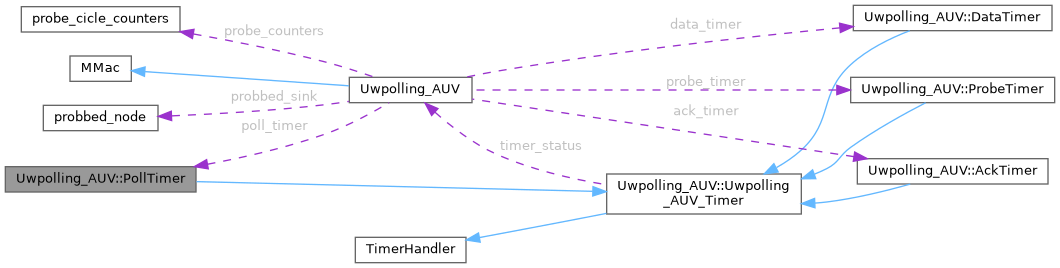 probe_cicle_counters
Uwpolling_AUV::DataTimer
data_timer
probe_counters
MMac
Uwpolling_AUV
probe_timer
Uwpolling_AUV::ProbeTimer
probbed_sink
probbed_node
ack_timer
poll_timer
timer_status
Uwpolling_AUV::AckTimer
Uwpolling_AUV::PollTimer
Uwpolling_AUV::Uwpolling
_AUV_Timer
TimerHandler